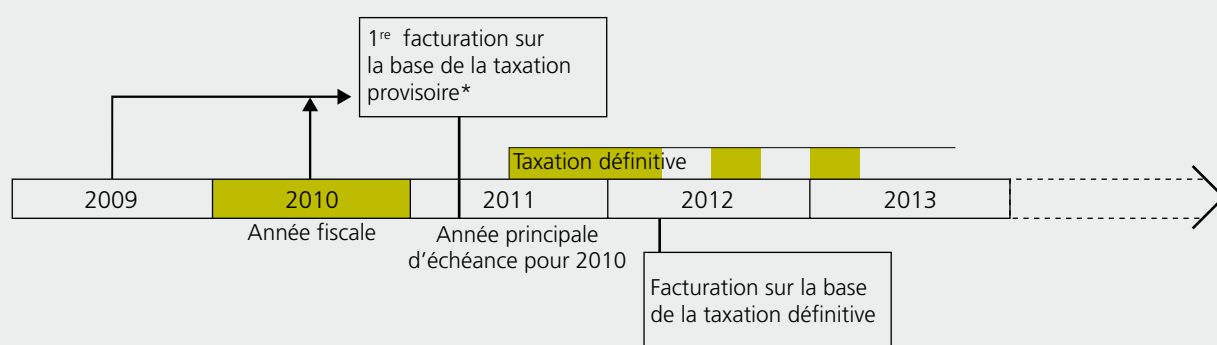 1re facturation sur
la base de la taxation
provisoire*
Taxation définitive
2009
2010
2011
2012
2013
Année fiscale
Année principale
d'échéance pour 2010
Facturation sur la base
de la taxation définitive